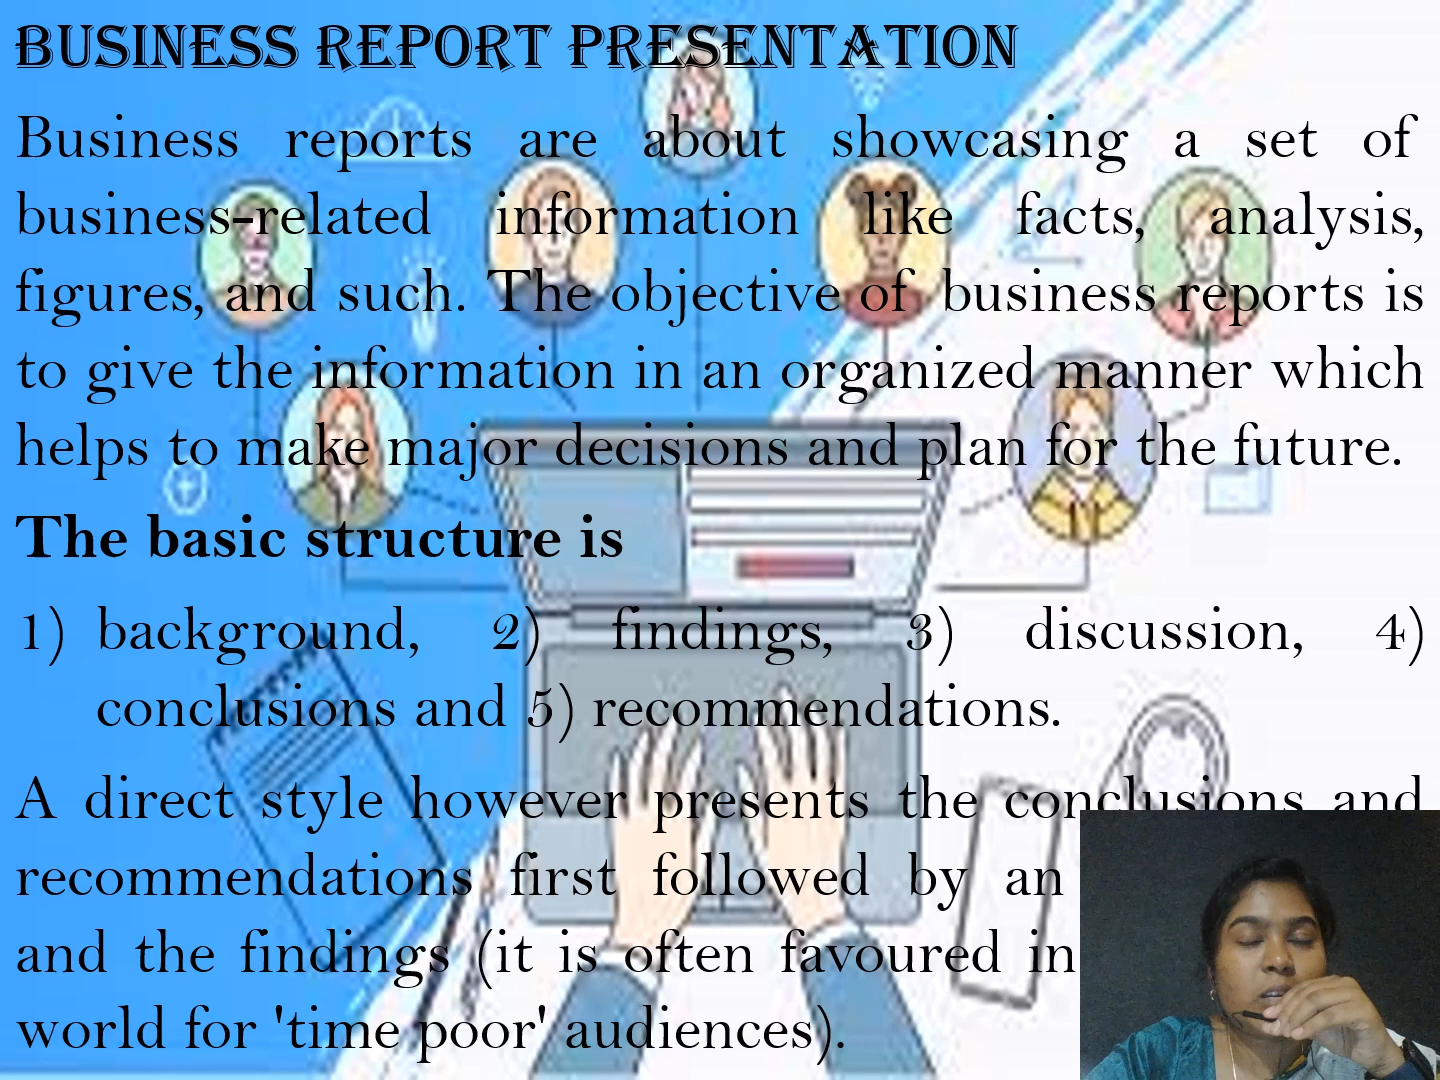 BUSINESS REPORT PRESENTATION
Business reports are about showcasing a set of
business-related information like facts, analysis,
figures, and such. The objective of business reports is
to give the information in an organized manner which
helps to make major decisions and plan for the future.
The basic structure is
1) background, 2) findings, 3) discussion, 4)
conclusions and 5) recommendations.
A direct style however presents the conclusions and
recommendations first followed by an
and the findings (it is often favoured in
world for 'time poor' audiences).